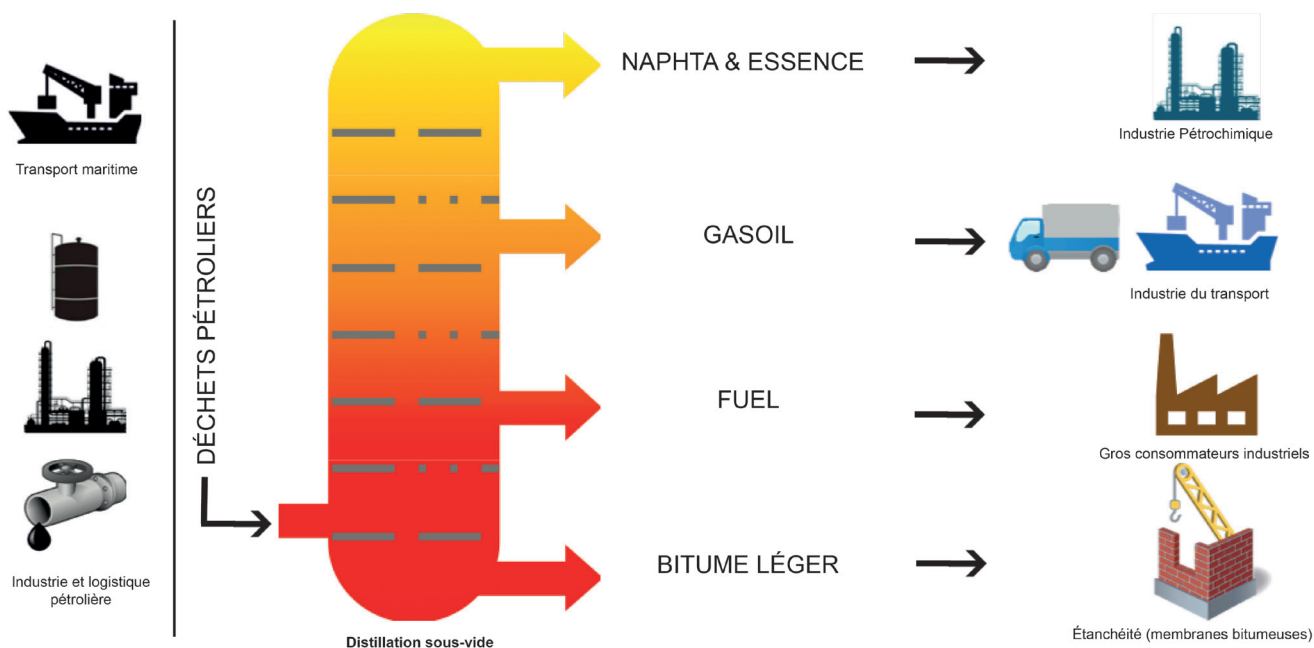 Transport maritime
Industrie et logistique
pétrolière
DÉCHETS PÉTROLIERS
Distillation sous-vide
NAPHTA & ESSENCE
Industrie Pétrochimique
GASOIL
Industrie du transport
FUEL
Gros consommateurs industriels
BITUME LÉGER
Étanchéité (membranes bitumeuses)